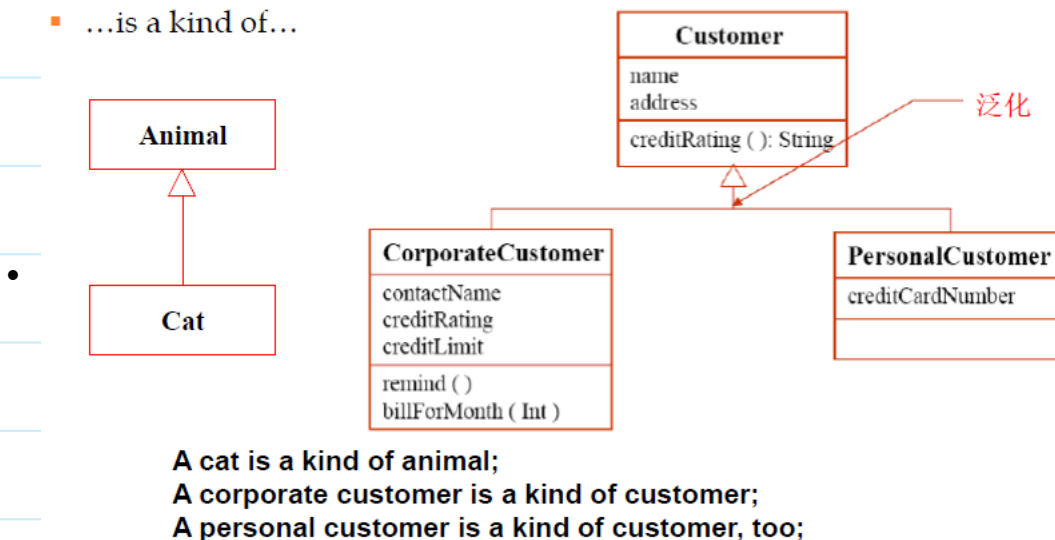 …is a kind of…
Animal
Cat
Customer
name
address
creditRating ( ): String
泛化
CorporateCustomer
contactName
creditRating
creditLimit
remind ( )
billForMonth ( Int )
PersonalCustomer
creditCardNumber
A cat is a kind of animal;
A corporate customer is a kind of customer;
A personal customer is a kind of customer, too;